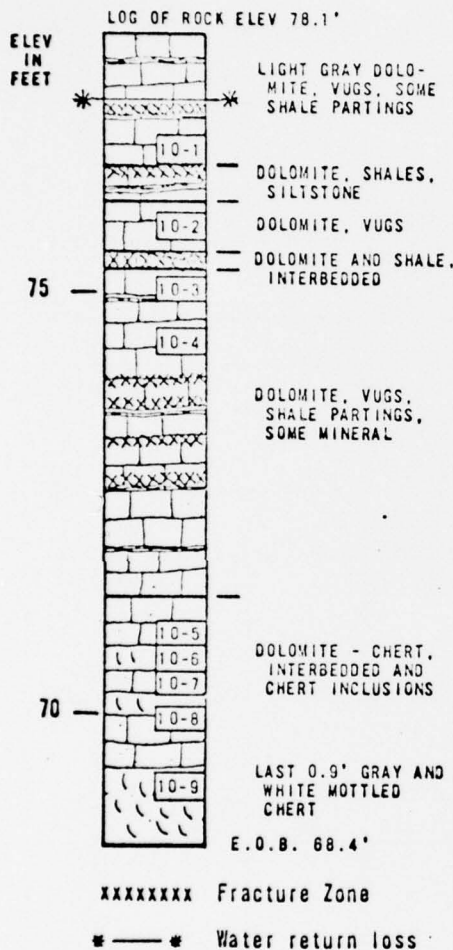 LOG OF ROCK ELEV 78.1'
ELEV
IN
FEET
LIGHT GRAY DOLO-
MITE, VUGS, SOME
SHALE PARTINGS
10-1
DOLOMITE, SHALES,
SILTSTONE
10-2
DOLOMITE, VUGS
DOLOMITE AND SHALE,
INTERBEDDED
75
10-3
10-4
DOLOMITE, VUGS,
SHALE PARTINGS,
SOME MINERAL
10-5
10-6
10-7
DOLOMITE - CHERT,
INTERBEDDED AND
CHERT INCLUSIONS
70
10-8
10-9
LAST 0.9' GRAY AND
WHITE MOTTLED
CHERT
E.O.B. 68.4'
XXXXXXXX Fracture Zone
* — * Water return loss